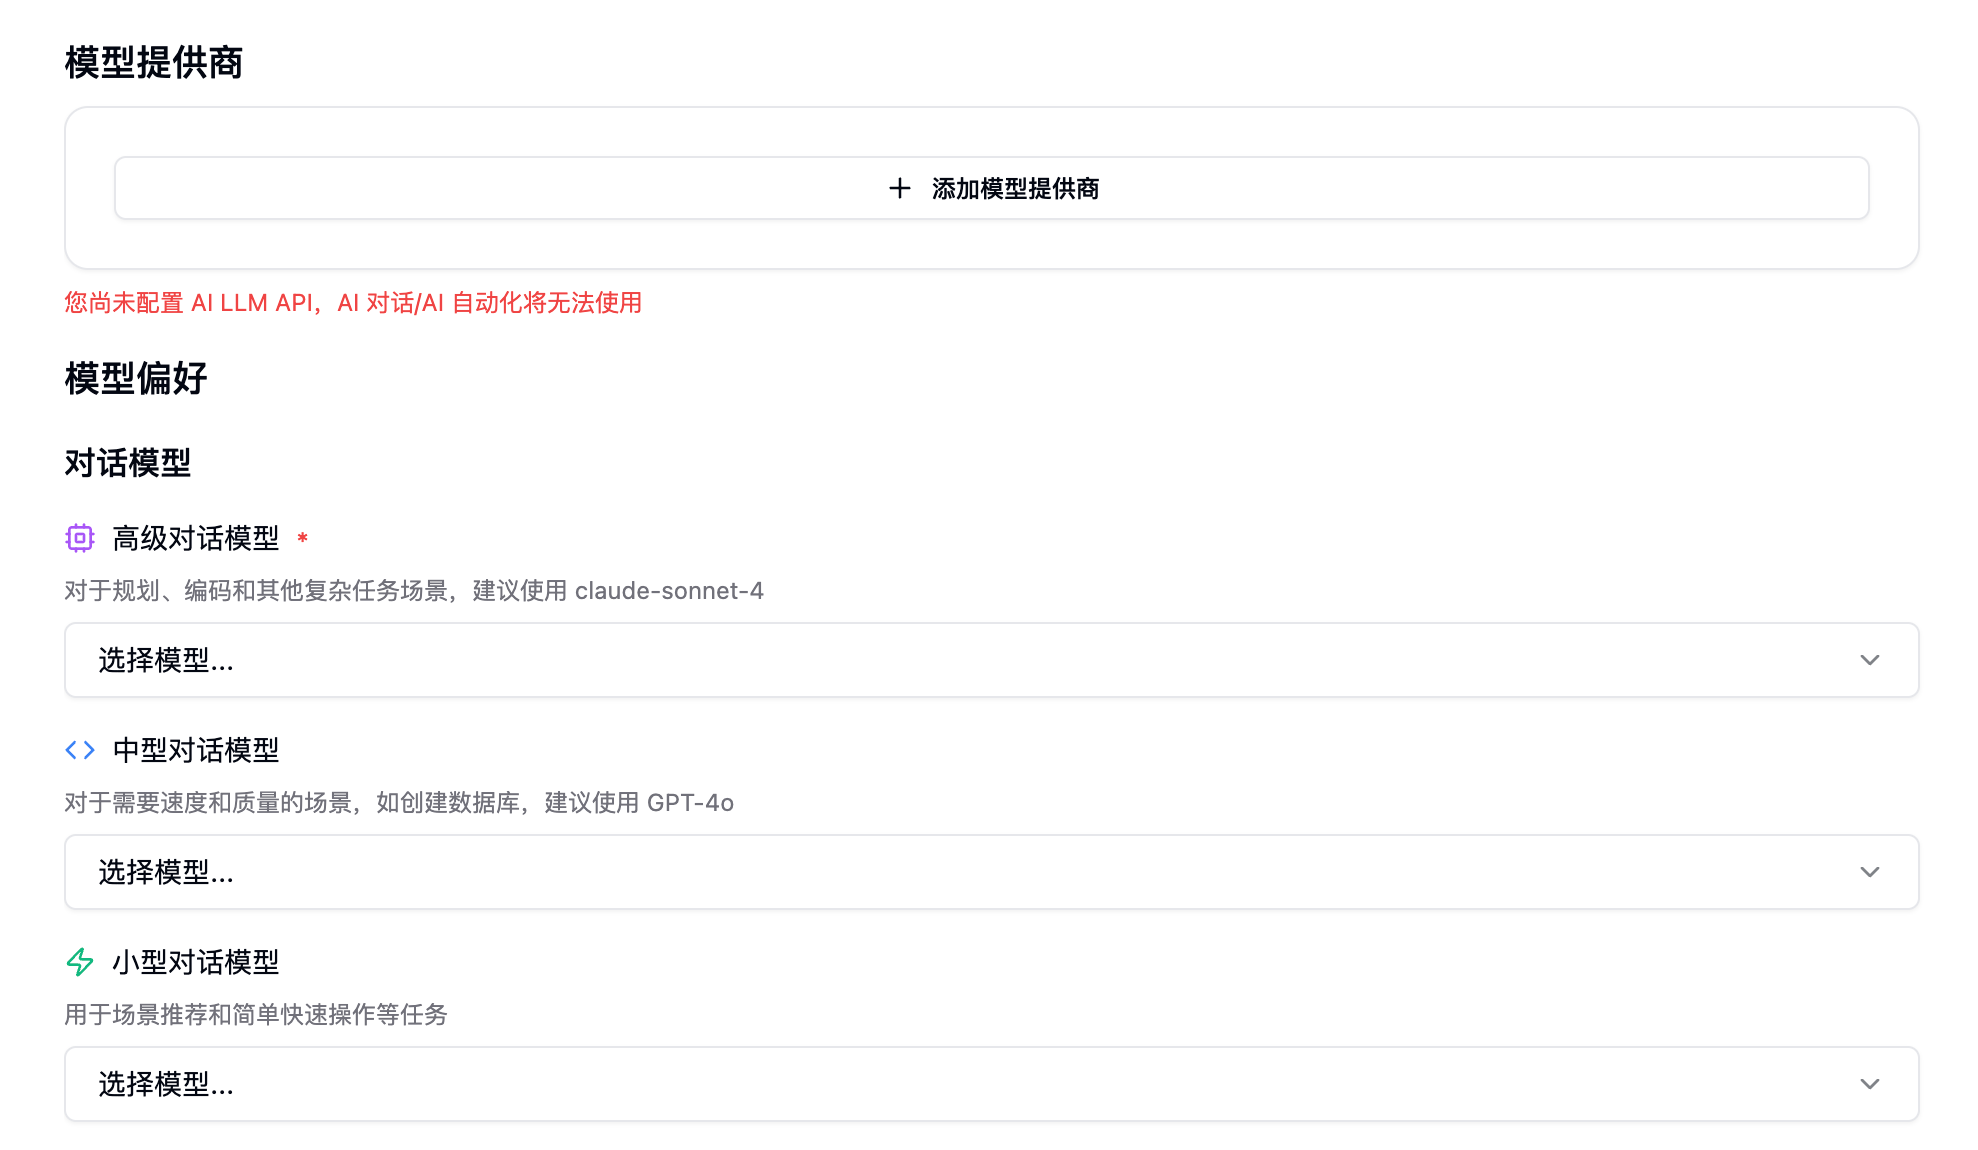 模型提供商
添加模型提供商
您尚未配置 AI LLM API，AI 对话/AI 自动化将无法使用
模型偏好
对话模型
高级对话模型 *
对于规划、编码和其他复杂任务场景，建议使用 claude-sonnet-4
选择模型...
中型对话模型
对于需要速度和质量的场景，如创建数据库，建议使用 GPT-4o
选择模型...
小型对话模型
用于场景推荐和简单快速操作等任务
选择模型...